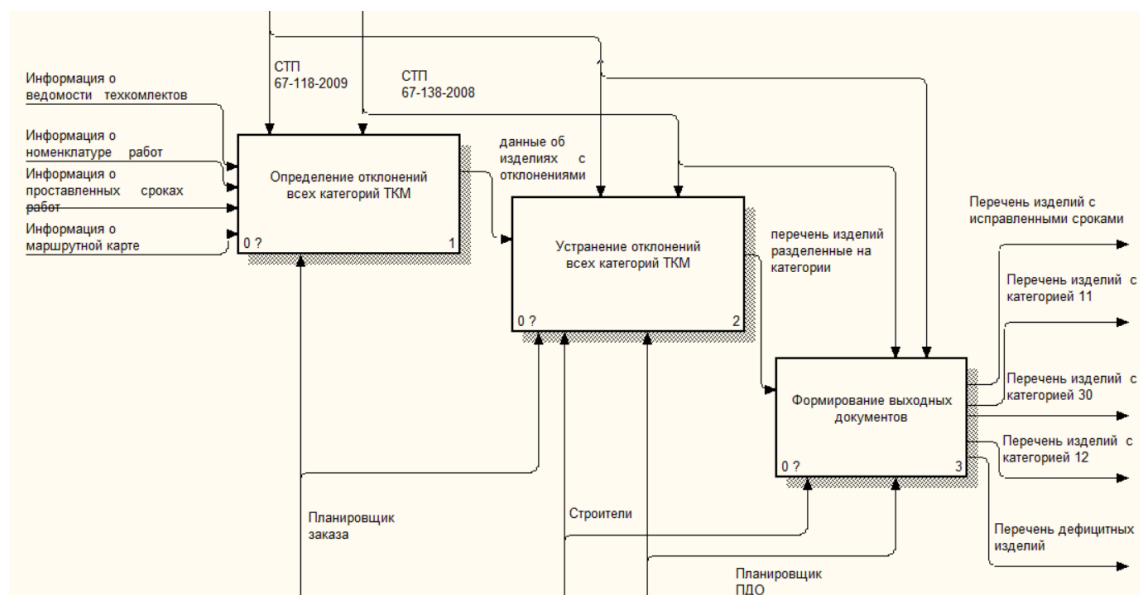 Информация о
ведомости техкомплектов
Информация о
номенклатуре работ
Информация о
проставленных сроках
работ
Информация о
маршрутной карте
СТП
67-118-2009
СТП
67-138-2008
Определение отклонений
всех категорий ТКМ
0 ?
1
данные об
изделиях с
отклонениями
Устранение отклонений
всех категорий ТКМ
0 ?
2
перечень изделий
разделенные на
категории
Формирование выходных
документов
0 ?
3
Перечень изделий с
исправленными сроками
Перечень изделий с
категорией 11
Перечень изделий с
категорией 30
Перечень изделий с
категорией 12
Перечень дефицитных
изделий
Планировщик
заказа
Строители
Планировщик
ПДО